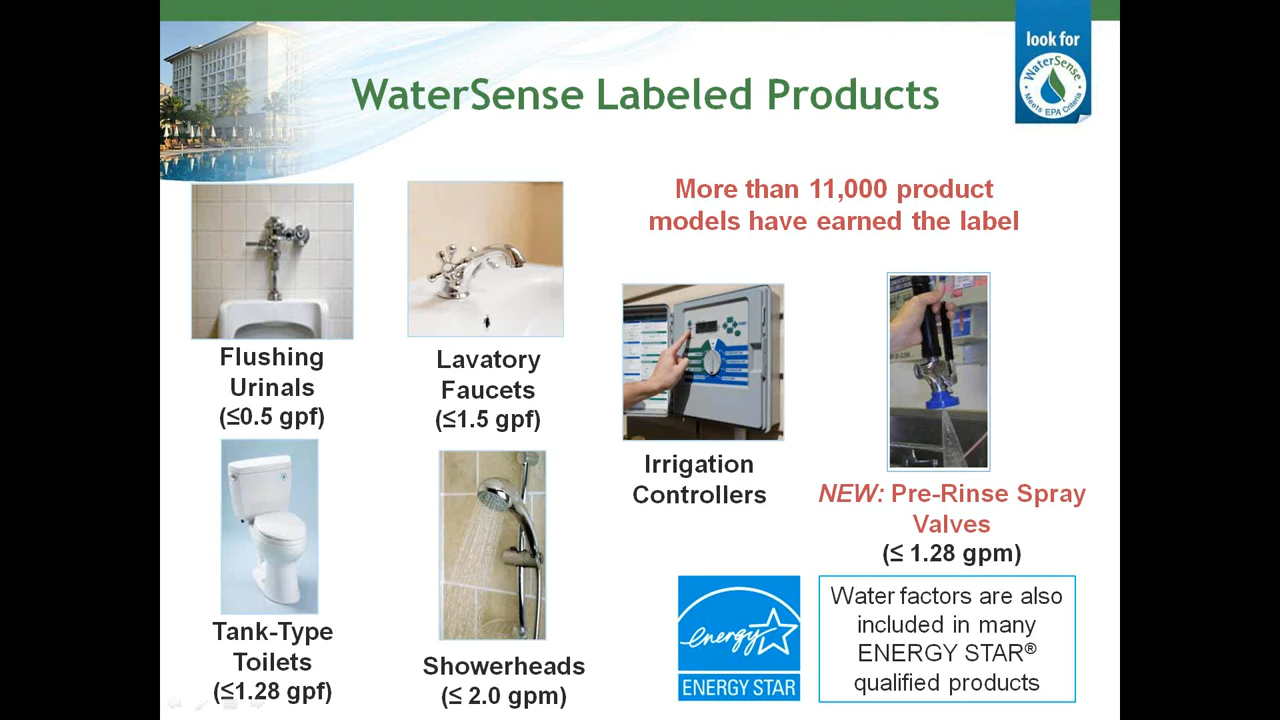 look for
WaterSense
Meets EPA Criteria
WaterSense Labeled Products
More than 11,000 product
models have earned the label
Flushing
Urinals
(≤0.5 gpf)
Lavatory
Faucets
(≤1.5 gpf)
Irrigation
Controllers
NEW: Pre-Rinse Spray
Valves
(≤ 1.28 gpm)
Tank-Type
Toilets
(≤1.28 gpf)
Showerheads
(≤ 2.0 gpm)
energy
ENERGY STAR
Water factors are also
included in many
ENERGY STAR®
qualified products